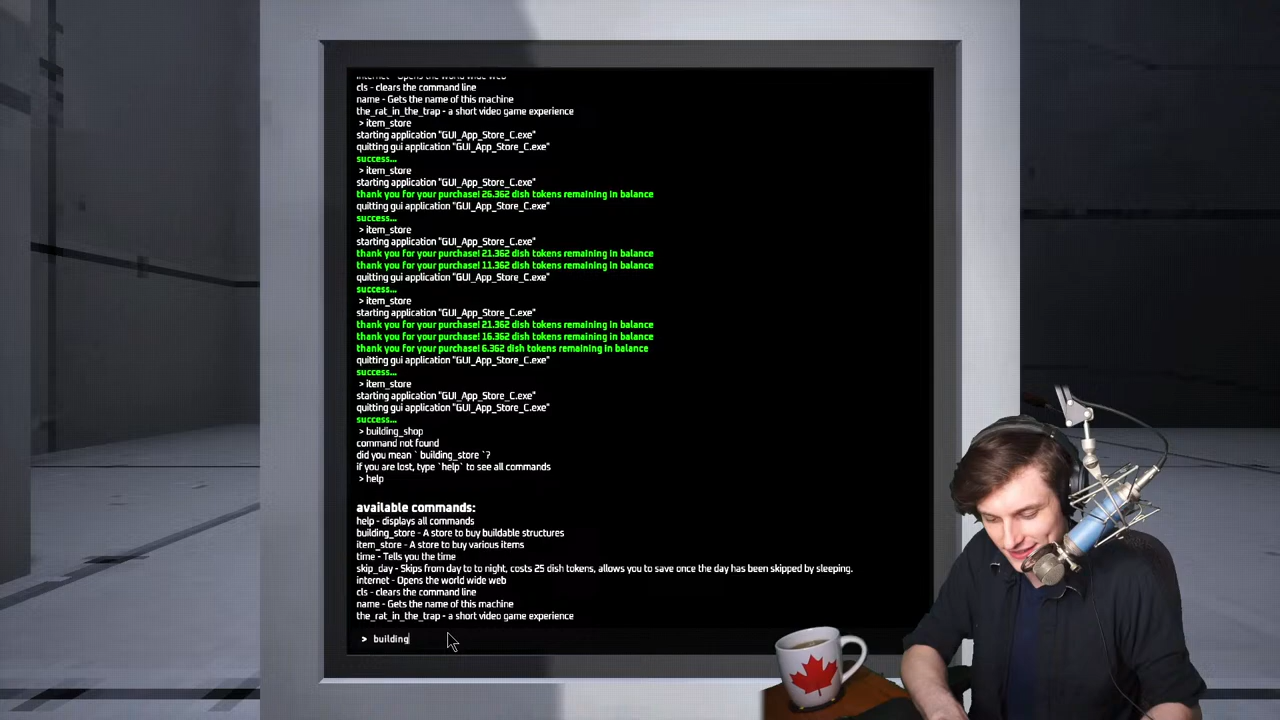 internet - Opens the world wide web
cls - clears the command line
name - Gets the name of this machine
the_rat_in_the_trap - a short video game experience
> item_store
starting application "GUI_App_Store_C.exe"
quitting gui application "GUI_App_Store_C.exe"
success...
> item_store
starting application "GUI_App_Store_C.exe"
thank you for your purchase! 26.362 dish tokens remaining in balance
quitting gui application "GUI_App_Store_C.exe"
success...
> item_store
starting application "GUI_App_Store_C.exe"
thank you for your purchase! 21.362 dish tokens remaining in balance
thank you for your purchase! 11.362 dish tokens remaining in balance
quitting gui application "GUI_App_Store_C.exe"
success...
> item_store
starting application "GUI_App_Store_C.exe"
thank you for your purchase! 21.362 dish tokens remaining in balance
thank you for your purchase! 16.362 dish tokens remaining in balance
thank you for your purchase! 6.362 dish tokens remaining in balance
quitting gui application "GUI_App_Store_C.exe"
success...
> item_store
starting application "GUI_App_Store_C.exe"
quitting gui application "GUI_App_Store_C.exe"
success...
> building_shop
command not found
did you mean ` building_store `?
if you are lost, type `help` to see all commands
> help
available commands:
help - displays all commands
building_store - A store to buy buildable structures
item_store - A store to buy various items
time - Tells you the time
skip_day - Skips from day to to night, costs 25 dish tokens, allows you to save once the day has been skipped by sleeping.
internet - Opens the world wide web
cls - clears the command line
name - Gets the name of this machine
the_rat_in_the_trap - a short video game experience
> building